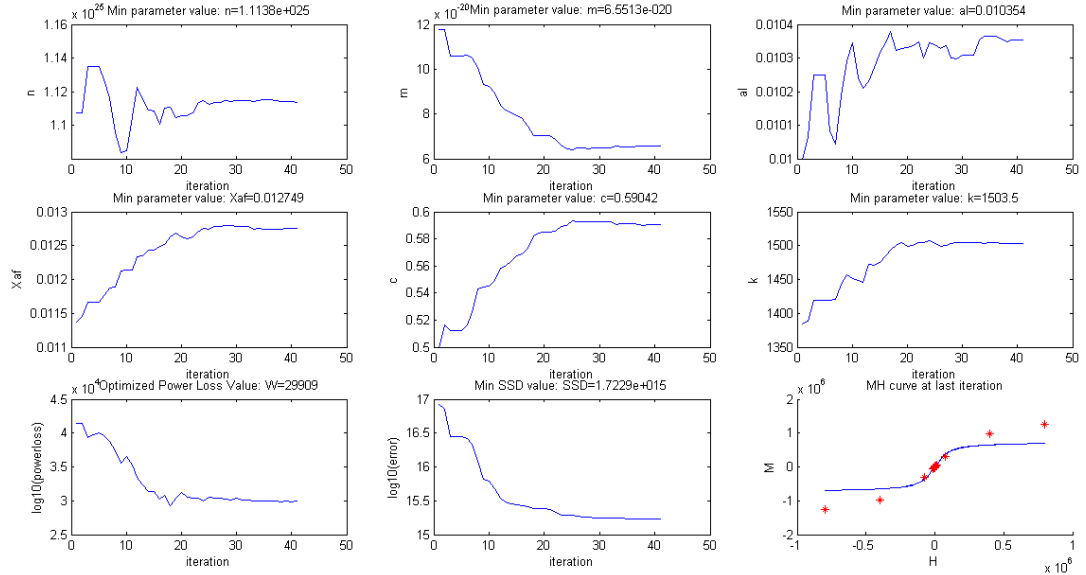 x 10^25 Min parameter value: n=1.1138e+025
1.16
1.14
1.12
1.1
n
0 10 20 30 40 50
iteration
x 10^-20 Min parameter value: m=6.5513e-020
12
10
8
6
m
0 10 20 30 40 50
iteration
Min parameter value: al=0.010354
0.0104
0.0103
0.0102
0.0101
0.01
al
0 10 20 30 40 50
iteration
Min parameter value: Xaf=0.012749
0.013
0.0125
0.012
0.0115
0.011
Xaf
0 10 20 30 40 50
iteration
Min parameter value: c=0.59042
0.6
0.58
0.56
0.54
0.52
0.5
c
0 10 20 30 40 50
iteration
Min parameter value: k=1503.5
1550
1500
1450
1400
1350
k
0 10 20 30 40 50
iteration
x 10^4 Optimized Power Loss Value: W=29909
4.5
4
3.5
3
2.5
log10(powerloss)
0 10 20 30 40 50
iteration
Min SSD value: SSD=1.7229e+015
17
16.5
16
15.5
15
log10(error)
0 10 20 30 40 50
iteration
x 10^6 MH curve at last iteration
2
1
0
-1
-2
M
-1 -0.5 0 0.5 1
H
x 10^6